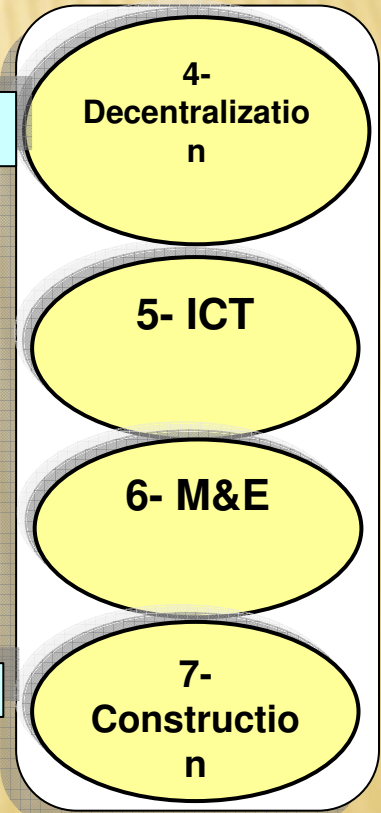 4-
Decentralizatio
n
5- ICT
6- M&E
7-
Constructio
n